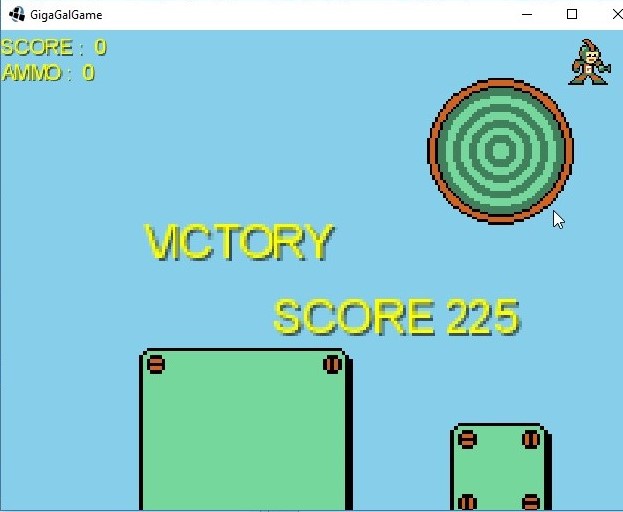 GigaGalGame
SCORE : 0
AMMO : 0
VICTORY
SCORE 225